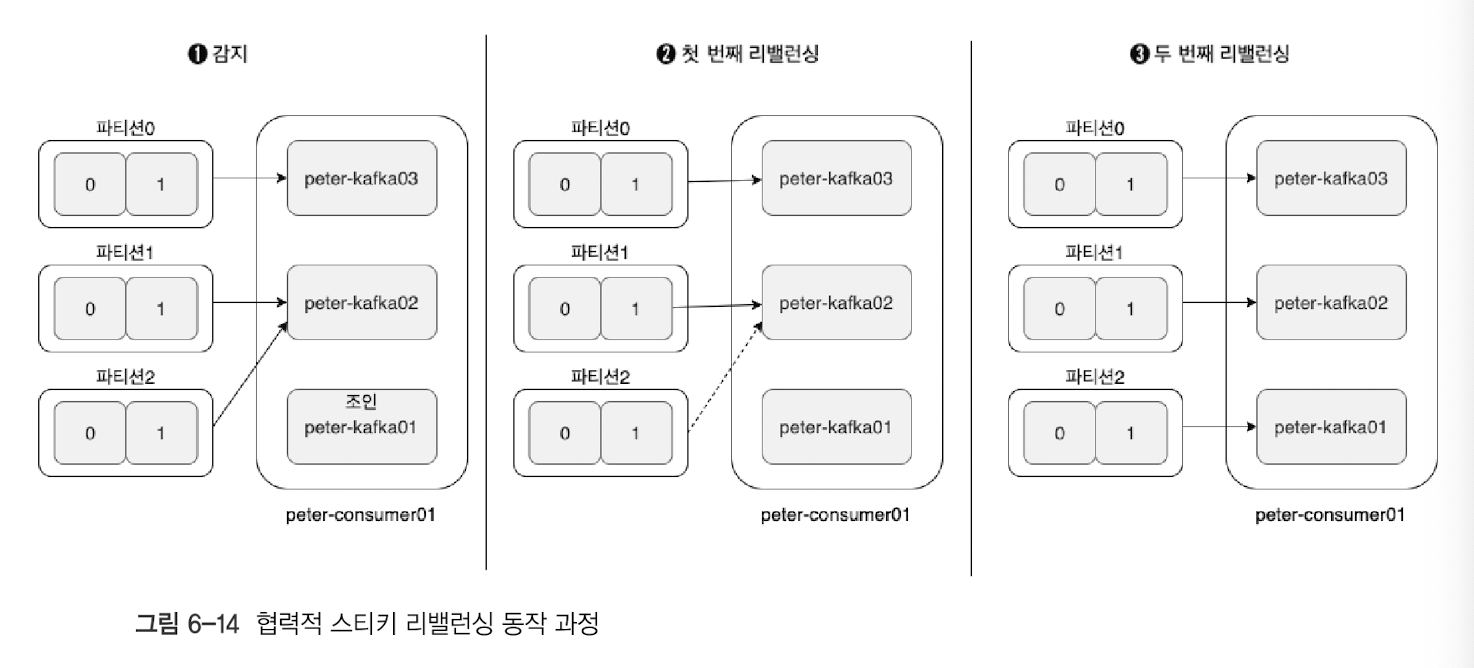 ❶ 감지
파티션0
0 1
peter-kafka03
파티션1
0 1
peter-kafka02
파티션2
0 1
조인
peter-kafka01
peter-consumer01
❷ 첫 번째 리밸런싱
파티션0
0 1
peter-kafka03
파티션1
0 1
peter-kafka02
파티션2
0 1
peter-kafka01
peter-consumer01
❸ 두 번째 리밸런싱
파티션0
0 1
peter-kafka03
파티션1
0 1
peter-kafka02
파티션2
0 1
peter-kafka01
peter-consumer01
그림 6–14 협력적 스티키 리밸런싱 동작 과정